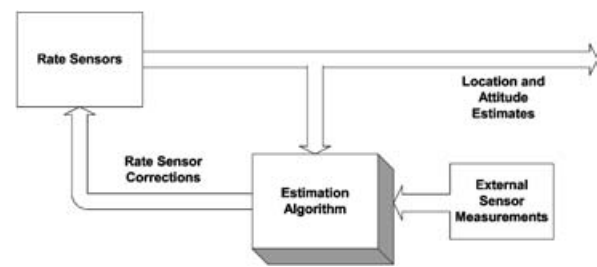 Rate Sensors
Location and
Attitude
Estimates
Rate Sensor
Corrections
Estimation
Algorithm
External
Sensor
Measurements